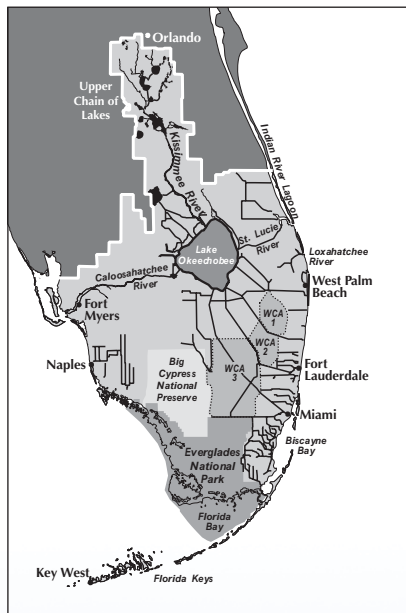 Orlando
Upper
Chain of
Lakes
Kissimmee River
Indian River Lagoon
St. Lucie
River
Lake
Okeechobee
Loxahatchee
River
Caloosahatchee
River
West Palm
Beach
Fort
Myers
WCA
1
WCA
2
WCA
3
Naples
Big
Cypress
National
Preserve
Fort
Lauderdale
Miami
Biscayne
Bay
Everglades
National
Park
Florida
Bay
Key West
Florida Keys